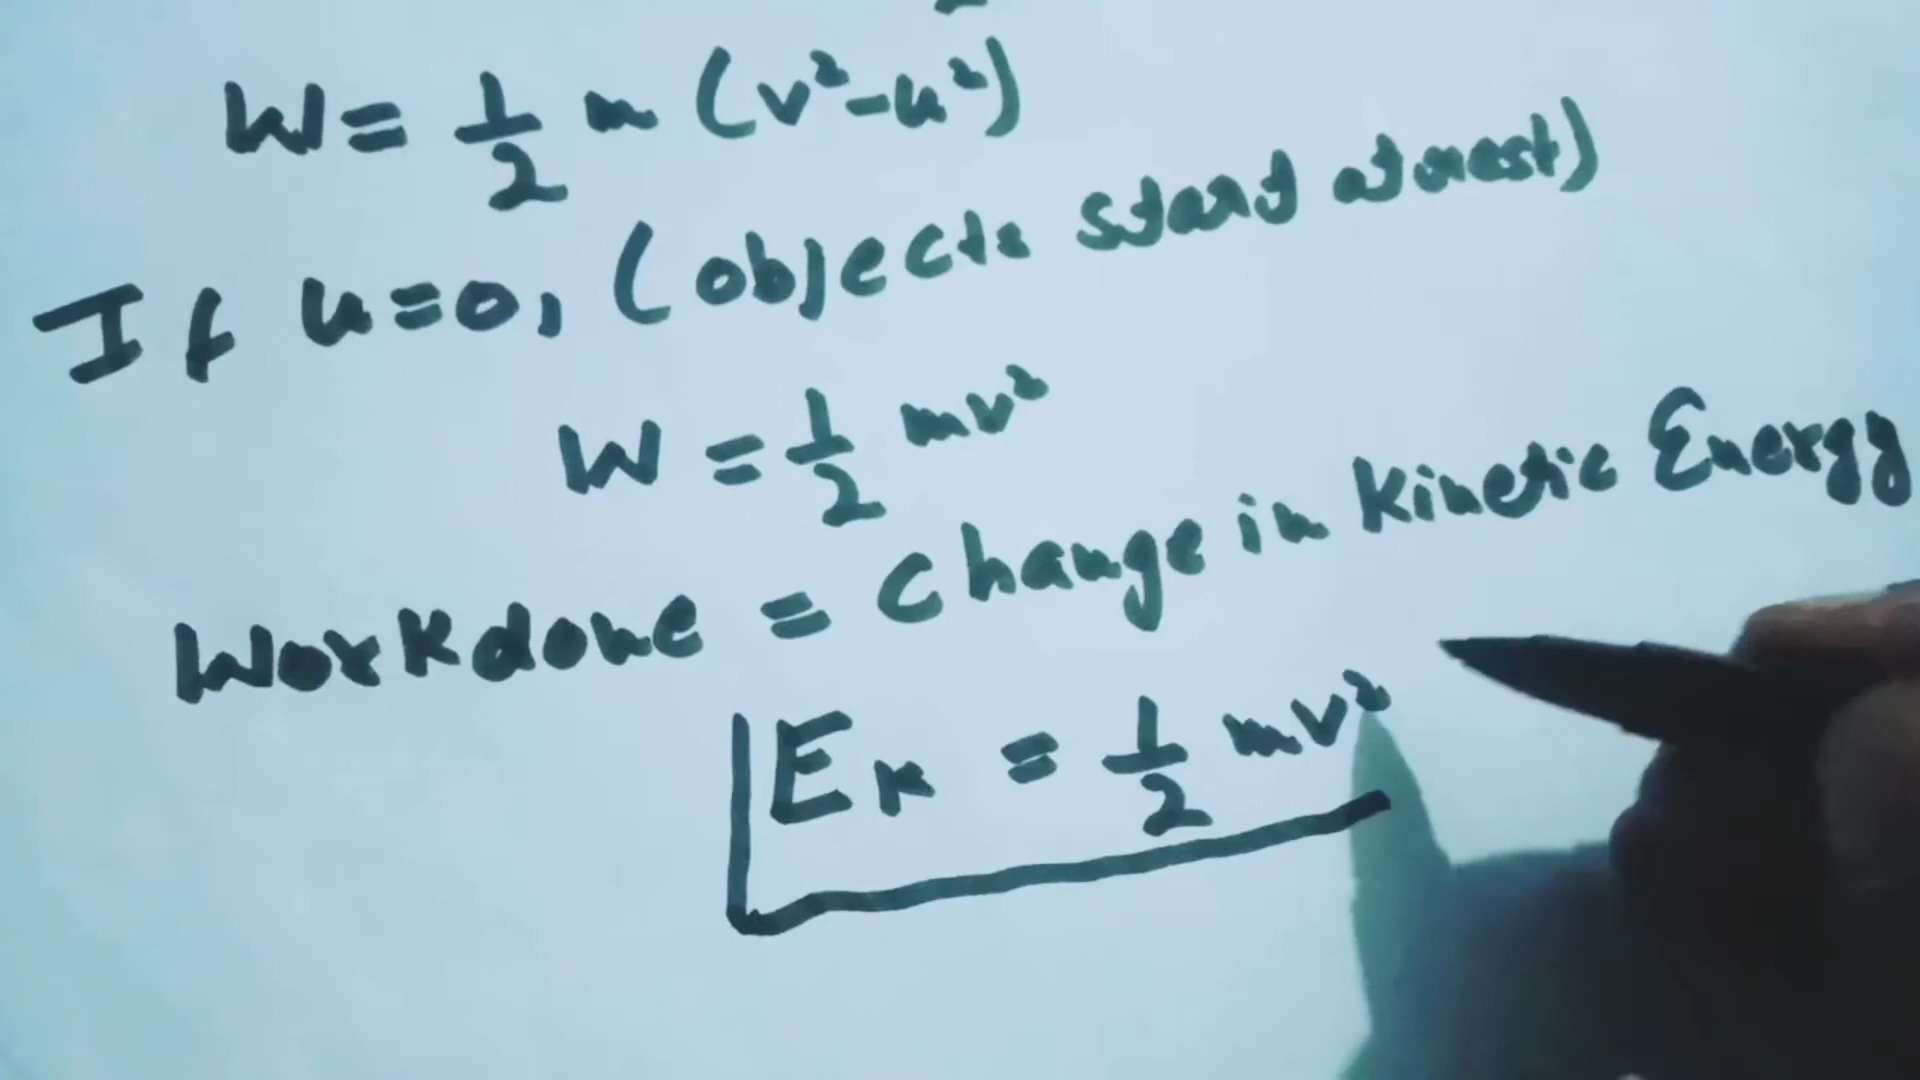 W = 1/2 m (v²-u²)
If u=0, (objects start at rest)
W = 1/2 mv²
Workdone = change in Kinetic Energy
Eκ = 1/2 mv²